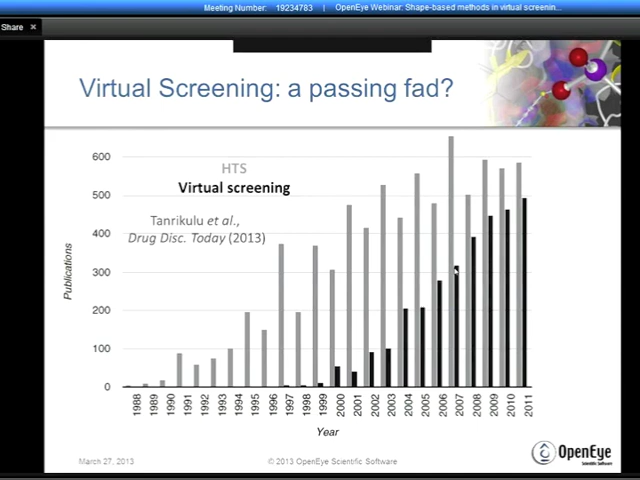 Meeting Number: 19234783 | OpenEye Webinar: Shape-based methods in virtual screenin...
Share ×
Virtual Screening: a passing fad?
HTS
Virtual screening
Tanrikulu et al.,
Drug Disc. Today (2013)
Publications
600
500
400
300
200
100
0
1988 1989 1990 1991 1992 1993 1994 1995 1996 1997 1998 1999 2000 2001 2002 2003 2004 2005 2006 2007 2008 2009 2010 2011
Year
March 27, 2013
© 2013 OpenEye Scientific Software
OpenEye
Scientific Software